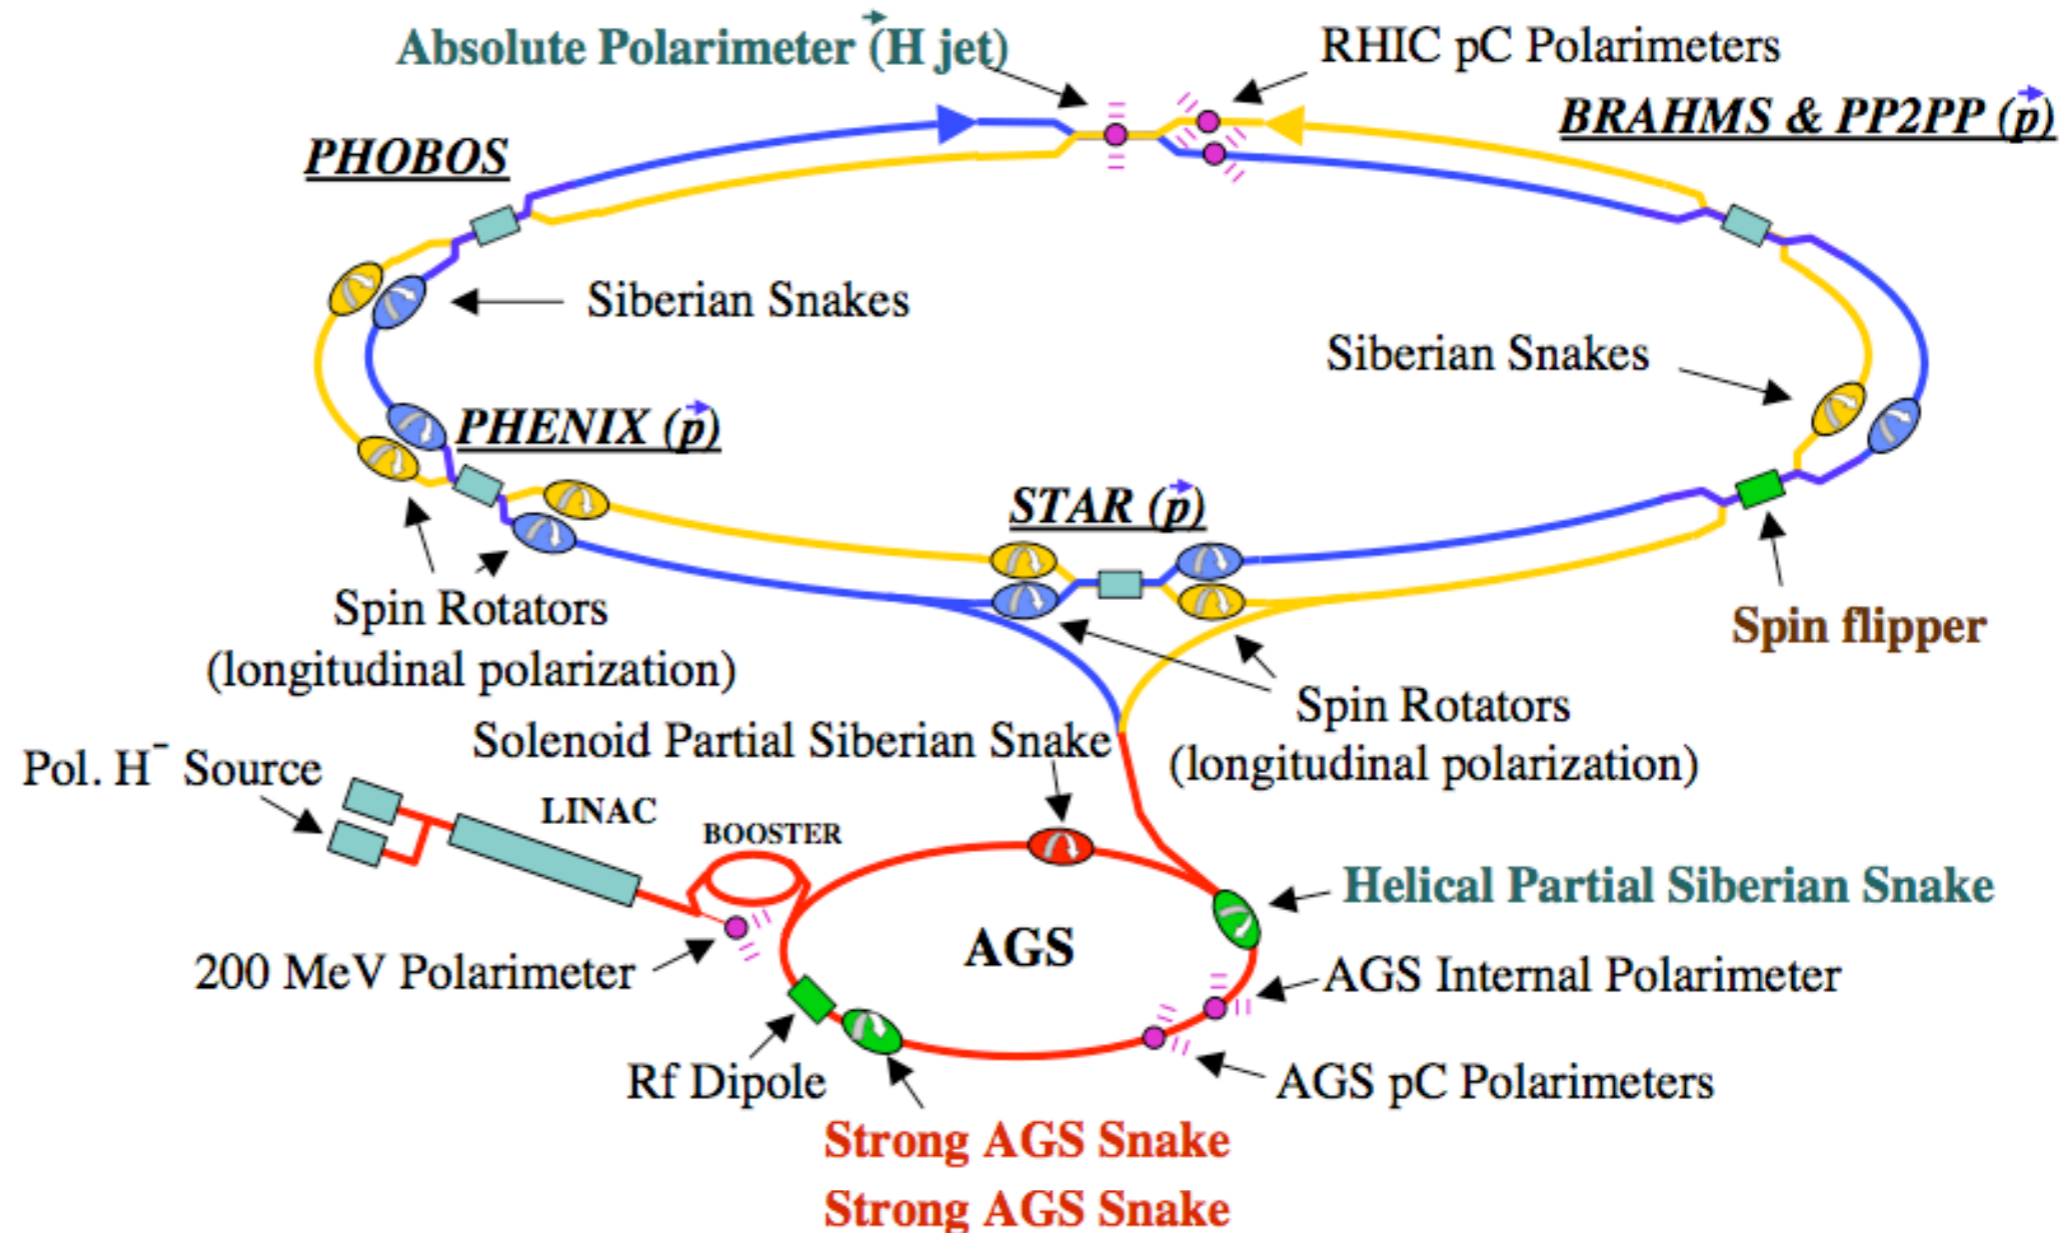 Absolute Polarimeter (H jet)
RHIC pC Polarimeters
BRAHMS & PP2PP (p)
PHOBOS
Siberian Snakes
Siberian Snakes
PHENIX (p)
STAR (p)
Spin Rotators
(longitudinal polarization)
Spin flipper
Spin Rotators
(longitudinal polarization)
Solenoid Partial Siberian Snake
Pol. H⁻ Source
LINAC
BOOSTER
Helical Partial Siberian Snake
AGS
200 MeV Polarimeter
AGS Internal Polarimeter
Rf Dipole
AGS pC Polarimeters
Strong AGS Snake
Strong AGS Snake